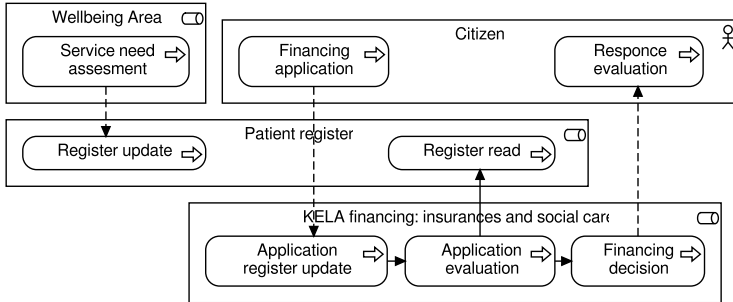 Wellbeing Area
Service need
assesment
Citizen
Financing
application
Responce
evaluation
Patient register
Register update
Register read
KELA financing: insurances and social care
Application
register update
Application
evaluation
Financing
decision